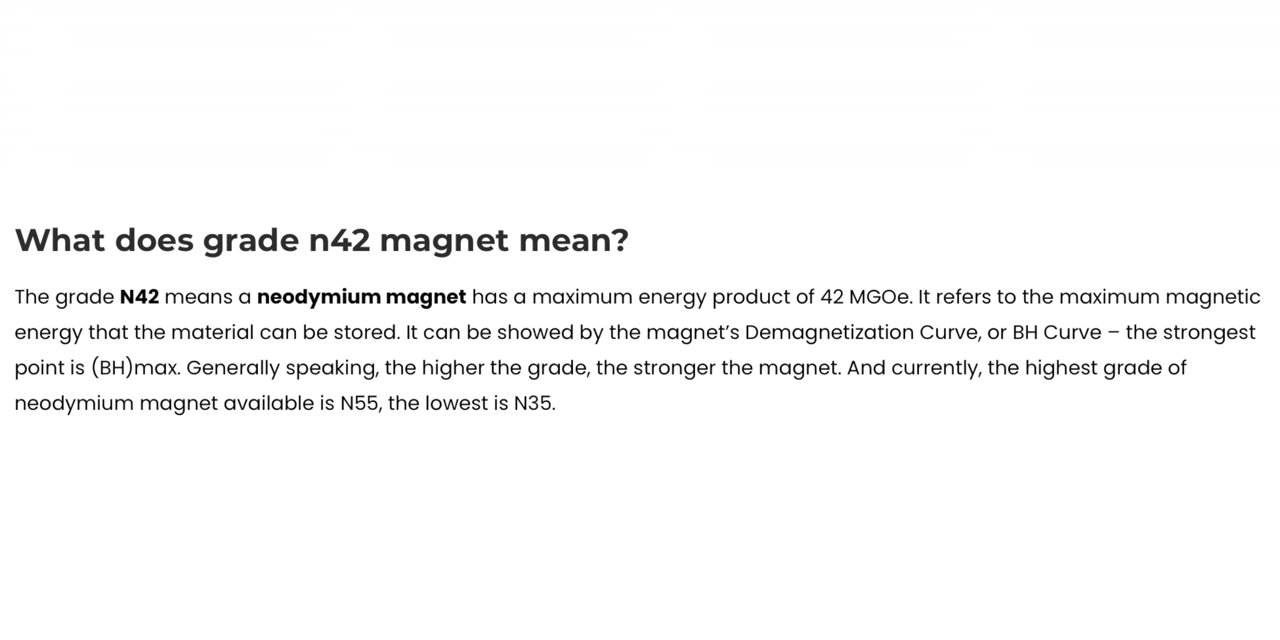 What does grade n42 magnet mean?
The grade N42 means a neodymium magnet has a maximum energy product of 42 MGOe. It refers to the maximum magnetic
energy that the material can be stored. It can be showed by the magnet’s Demagnetization Curve, or BH Curve – the strongest
point is (BH)max. Generally speaking, the higher the grade, the stronger the magnet. And currently, the highest grade of
neodymium magnet available is N55, the lowest is N35.